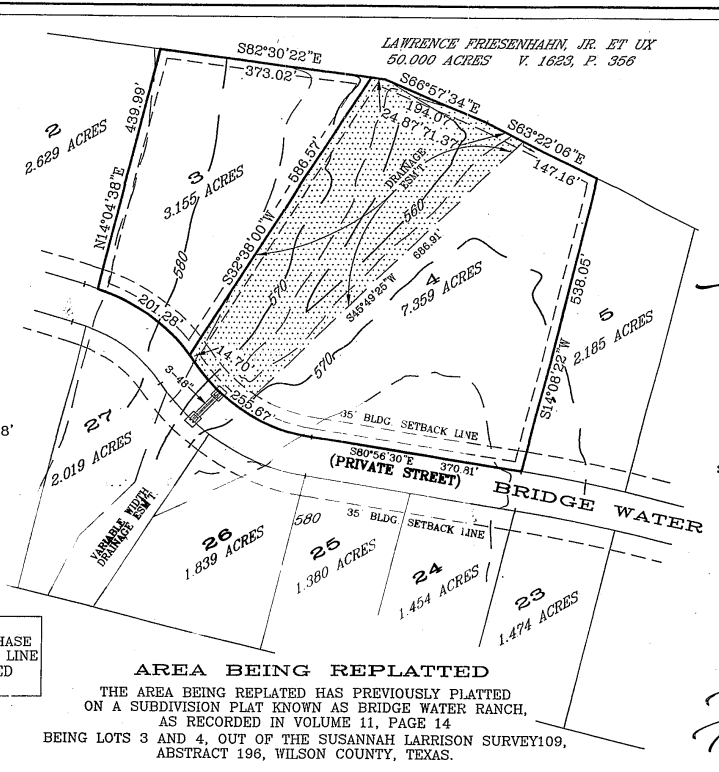 LAWRENCE FRIESENHAHN, JR. ET UX
50.000 ACRES V. 1623, P. 356
S82°30'22"E
373.02'
S66°57'34"E
194.07'
24.87' 71.37'
S63°22'06"E
147.16'
439.99'
N14°04'38"E
2
2.629 ACRES
3
3.155 ACRES
586.57'
S32°38'00"W
DRAINAGE
ESM'T
560
580
570
686.91'
S45°49'25"W
4
7.359 ACRES
538.05'
S14°08'22"W
5
2.185 ACRES
201.28'
14.70'
3-48"
255.67'
570
35' BLDG. SETBACK LINE
S80°56'30"E 370.81'
(PRIVATE STREET)
BRIDGE WATER
8'
27
2.019 ACRES
VARIABLE WIDTH
DRAINAGE ESM'T
26
1.839 ACRES
580
35' BLDG. SETBACK LINE
25
1.380 ACRES
24
1.454 ACRES
23
1.474 ACRES
HASE
LINE
ED
AREA BEING REPLATTED
THE AREA BEING REPLATED HAS PREVIOUSLY PLATTED
ON A SUBDIVISION PLAT KNOWN AS BRIDGE WATER RANCH,
AS RECORDED IN VOLUME 11, PAGE 14
BEING LOTS 3 AND 4, OUT OF THE SUSANNAH LARRISON SURVEY109,
ABSTRACT 196, WILSON COUNTY, TEXAS.